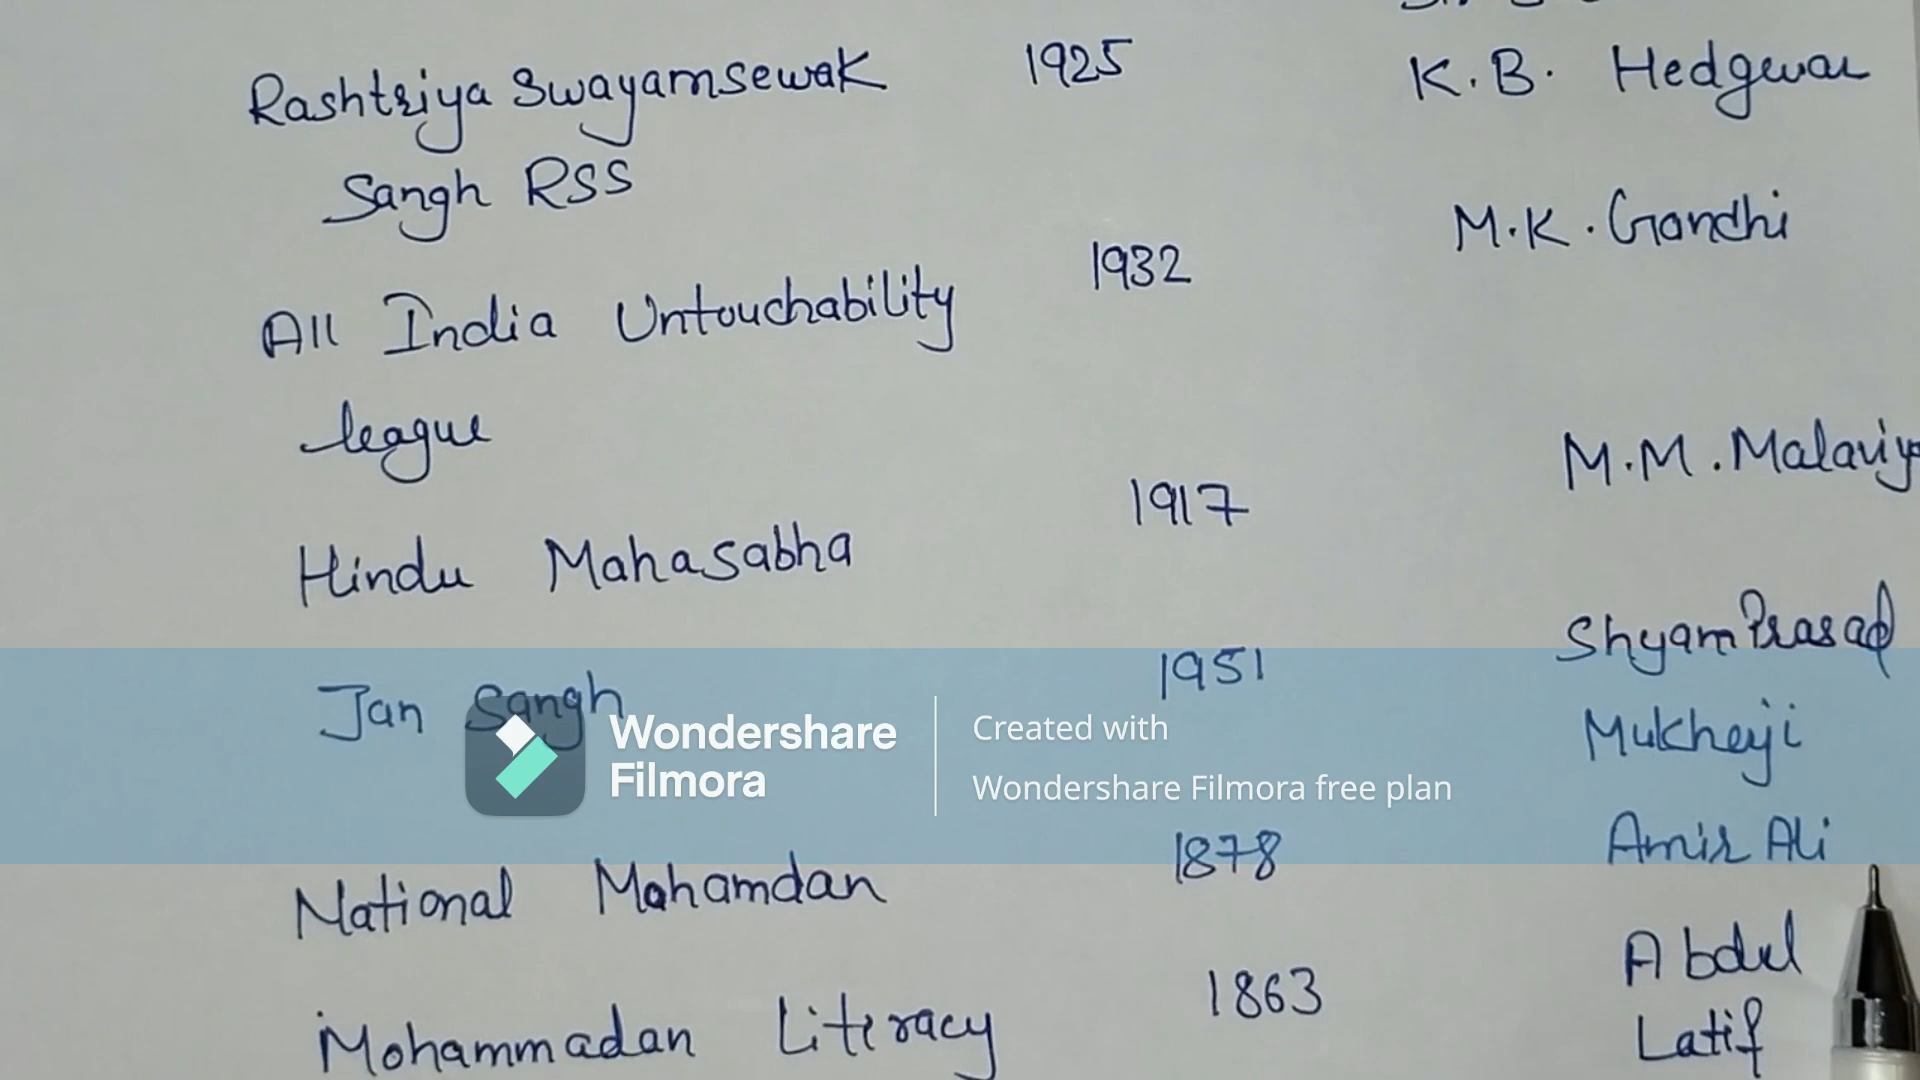 Rashtriya Swayamsewak 1925 K.B. Hedgewar
Sangh RSS
M.K. Gandhi
All India Untouchability 1932
league
M.M. Malaviya
Hindu Mahasabha 1917
Shyam Prasad
Jan Sangh 1951
Mukherji
Wondershare
Filmora
Created with
Wondershare Filmora free plan
National Mohamdan 1878 Amir Ali
Abdul
Mohammadan Literacy 1863
Latif